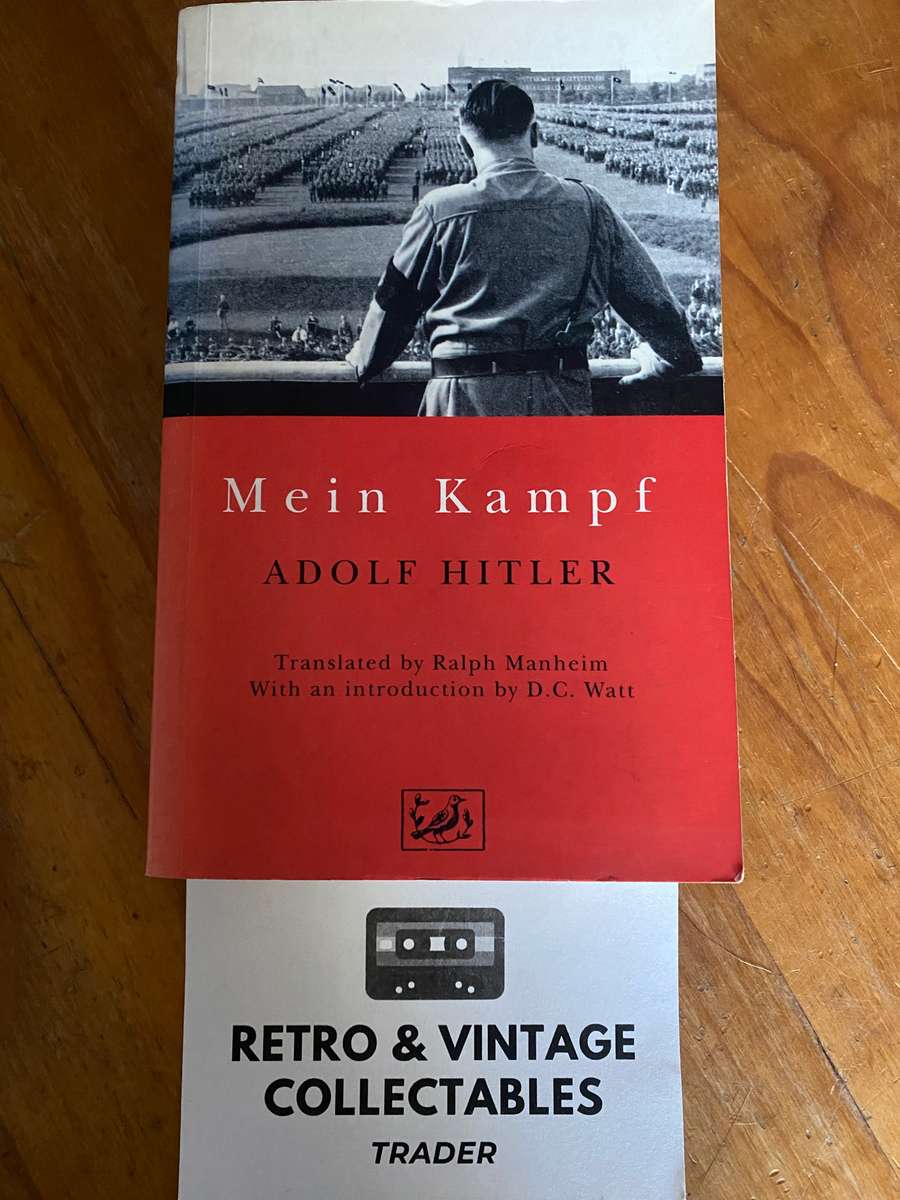 Mein Kampf
ADOLF HITLER
Translated by Ralph Manheim
With an introduction by D.C. Watt
RETRO & VINTAGE
COLLECTABLES
TRADER